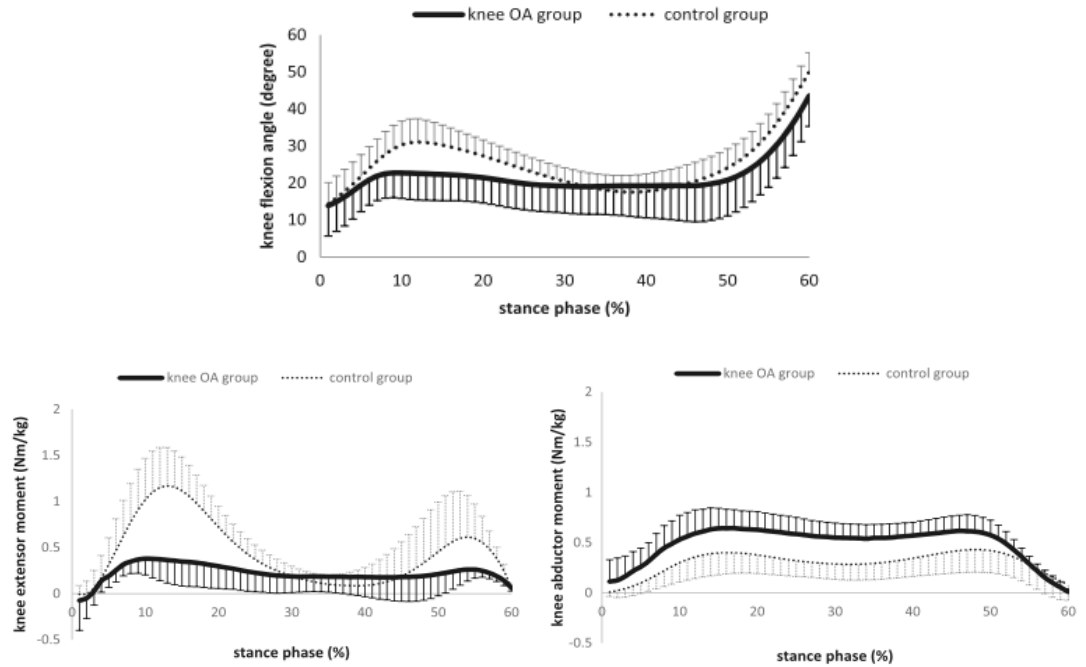 knee OA group control group
knee flexion angle (degree)
60
50
40
30
20
10
0
0 10 20 30 40 50 60
stance phase (%)
knee OA group control group
knee extensor moment (Nm/kg)
2
1.5
1
0.5
0
-0.5
0 10 20 30 40 50 60
stance phase (%)
knee OA group control group
knee abductor moment (Nm/kg)
2
1.5
1
0.5
0
-0.5
0 10 20 30 40 50 60
stance phase (%)